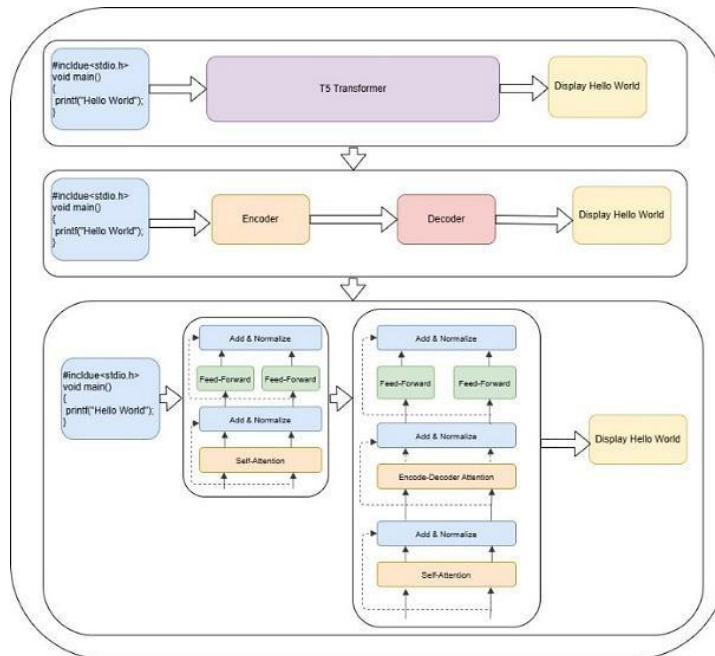 #incldue<stdio.h>
void main()
{
printf("Hello World");
}
T5 Transformer
Display Hello World
#incldue<stdio.h>
void main()
{
printf("Hello World");
}
Encoder
Decoder
Display Hello World
#incldue<stdio.h>
void main()
{
printf("Hello World");
}
Add & Normalize
Feed-Forward
Feed-Forward
Add & Normalize
Self-Attention
Add & Normalize
Feed-Forward
Feed-Forward
Add & Normalize
Encode-Decoder Attention
Add & Normalize
Self-Attention
Display Hello World